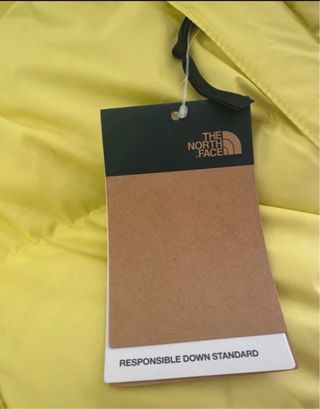 THE
NORTH
FACE
RESPONSIBLE DOWN STANDARD